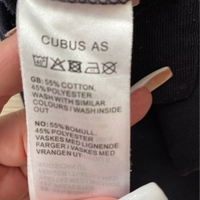 CUBUS AS
GB: 55% COTTON,
45% POLYESTER
WASH WITH SIMILAR
COLOURS / WASH INSIDE
OUT
NO: 55% BOMULL,
45% POLYESTER
VASKES MED LIGNENDE
FARGER / VASKES MED
VRANGEN UT